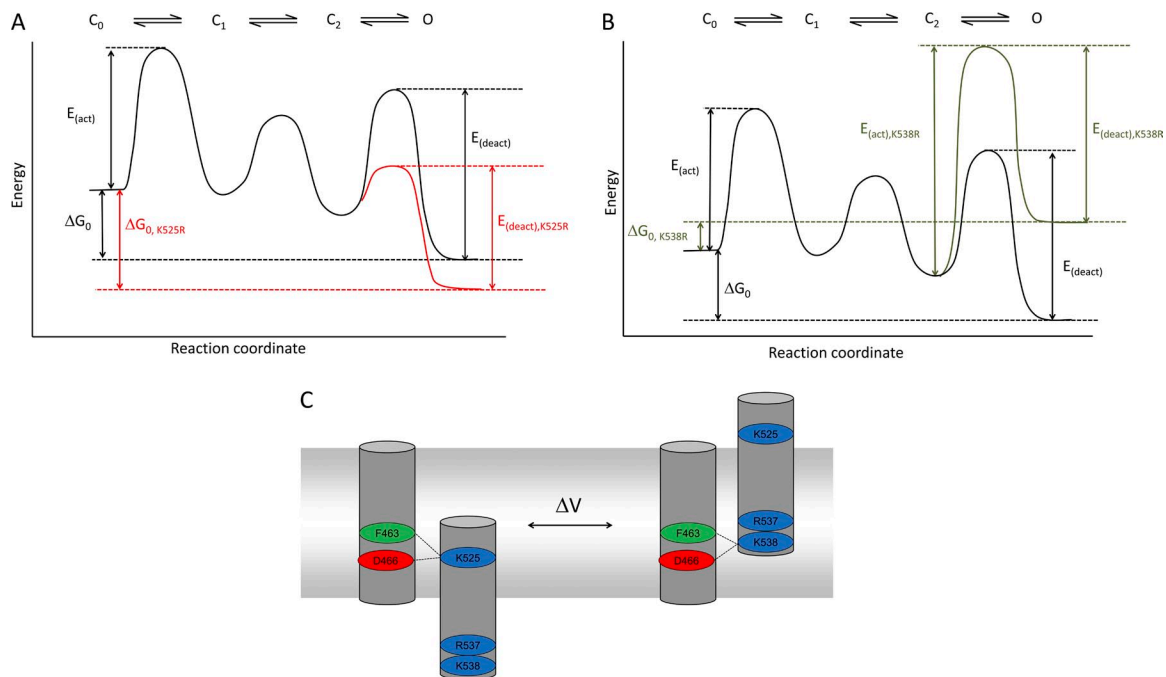 A
C0 ⇌ C1 ⇌ C2 ⇌ O
Energy
E(act)
E(deact)
ΔG0
ΔG0, K525R
E(deact),K525R
Reaction coordinate
B
C0 ⇌ C1 ⇌ C2 ⇌ O
Energy
E(act)
E(act),K538R
E(deact),K538R
ΔG0, K538R
ΔG0
E(deact)
Reaction coordinate
C
F463
D466
K525
R537
K538
ΔV
F463
D466
K525
R537
K538